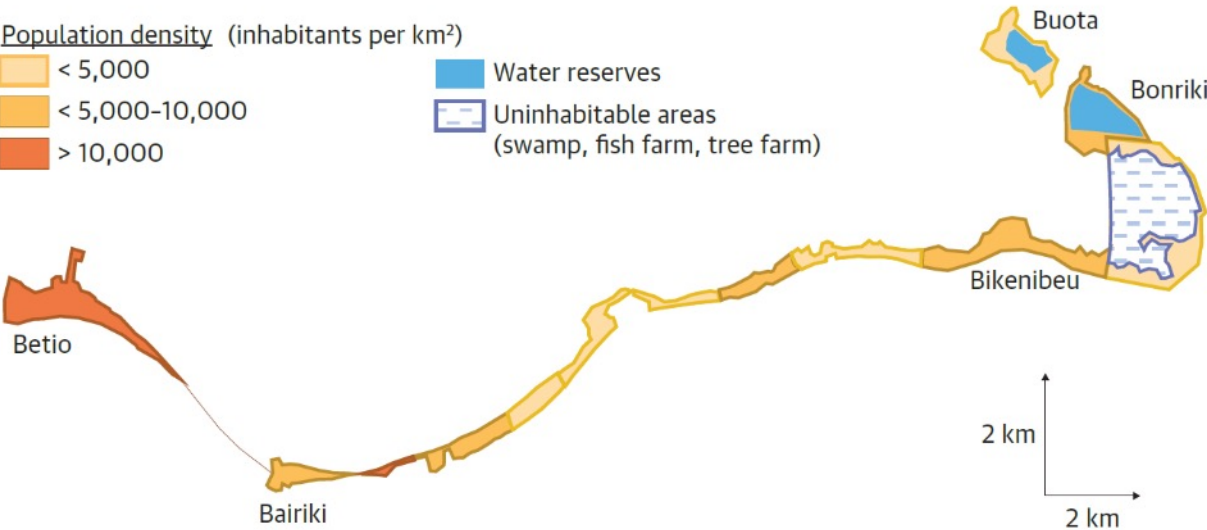 Population density (inhabitants per km²)
< 5,000
< 5,000–10,000
> 10,000
Water reserves
Uninhabitable areas
(swamp, fish farm, tree farm)
Buota
Bonriki
Bikenibeu
Betio
Bairiki
2 km
2 km